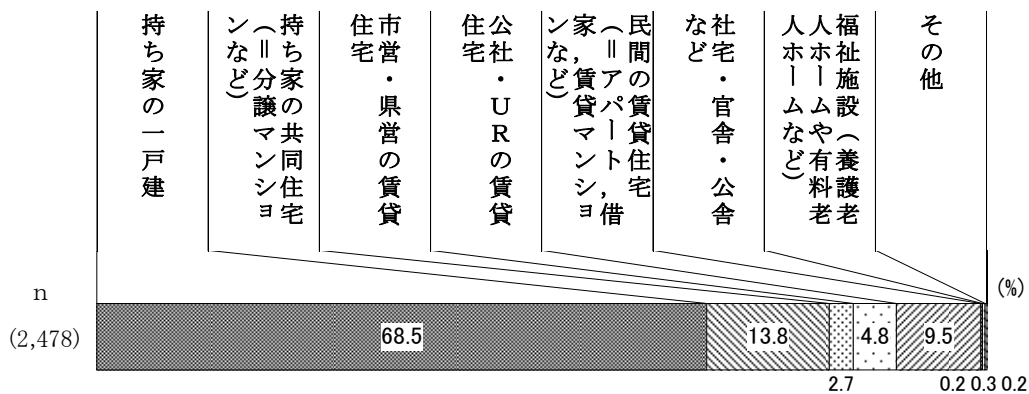 持ち家の一戸建
持ち家の共同住宅
（＝分譲マンショ
ンなど）
市営・県営の賃貸
住宅
公社・ＵＲの賃貸
住宅
民間の賃貸住宅
（＝アパート，借
家，賃貸マンショ
ンなど）
社宅・官舎・公舎
など
福祉施設（養護老
人ホームや有料老
人ホームなど）
その他
(%)
n
(2,478)
68.5
13.8
2.7
4.8
9.5
0.2
0.3
0.2